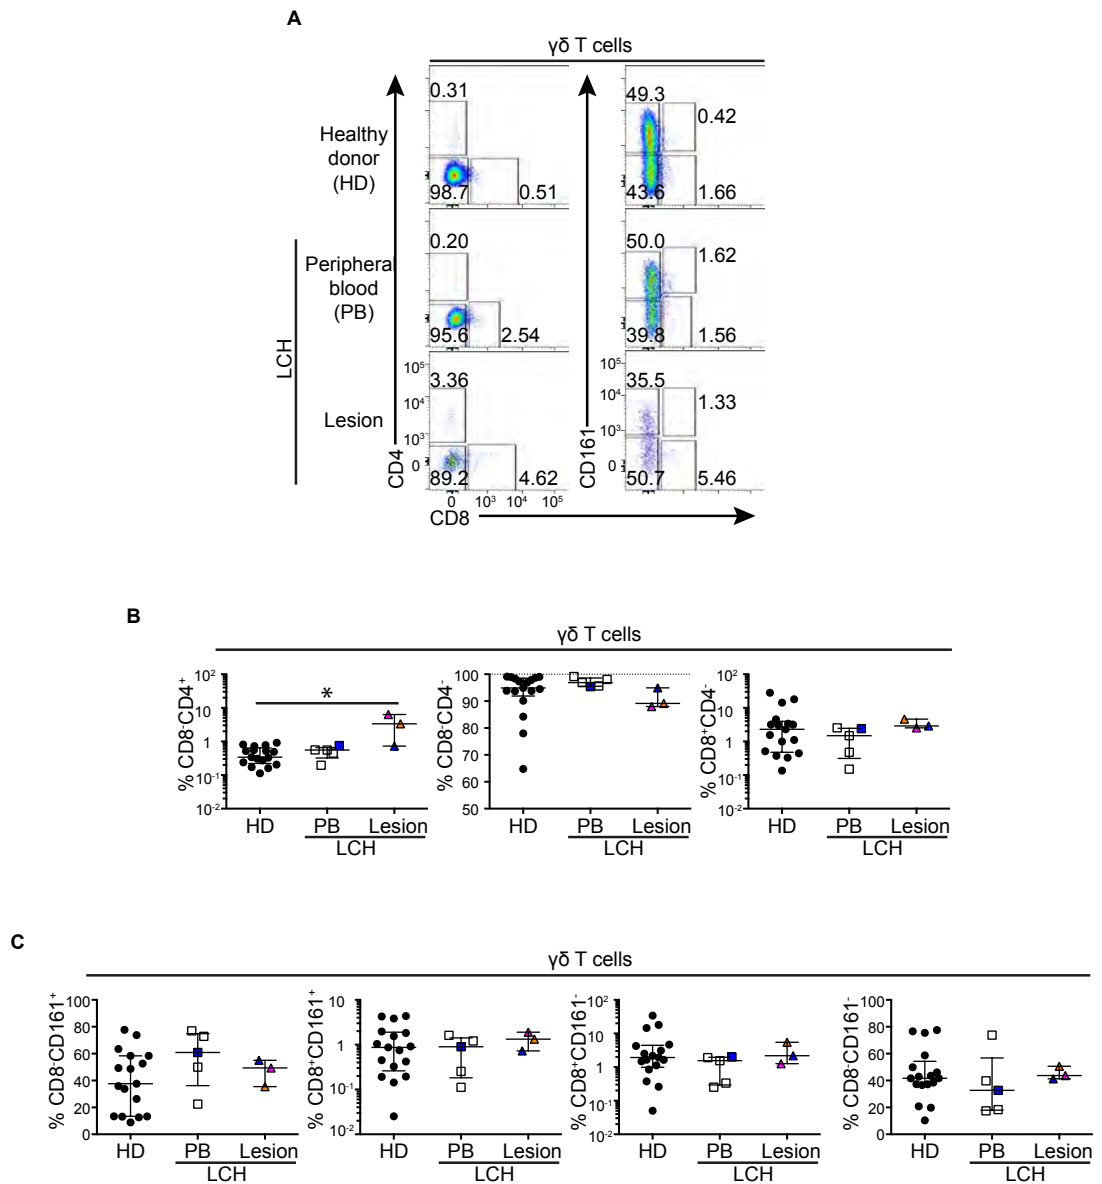 A
γδ T cells
Healthy
donor
(HD)
0.31
98.7
0.51
49.3
0.42
43.6
1.66
LCH
Peripheral
blood
(PB)
0.20
95.6
2.54
50.0
1.62
39.8
1.56
Lesion
CD4
10⁵
10⁴
10³
0
3.36
89.2
4.62
CD161
10⁵
10⁴
10³
0
35.5
1.33
50.7
5.46
0 10³ 10⁴ 10⁵
CD8
B
γδ T cells
% CD8⁻CD4⁺
10²
10
1
10⁻¹
10⁻²
*
HD PB Lesion
LCH
% CD8⁻CD4⁻
100
90
80
70
60
50
HD PB Lesion
LCH
% CD8⁺CD4⁻
10²
10
1
10⁻¹
10⁻²
HD PB Lesion
LCH
C
γδ T cells
% CD8⁻CD161⁺
100
80
60
40
20
0
HD PB Lesion
LCH
% CD8⁺CD161⁺
10
1
10⁻¹
10⁻²
HD PB Lesion
LCH
% CD8⁺CD161⁻
10²
10
1
10⁻¹
10⁻²
HD PB Lesion
LCH
% CD8⁻CD161⁻
100
80
60
40
20
0
HD PB Lesion
LCH